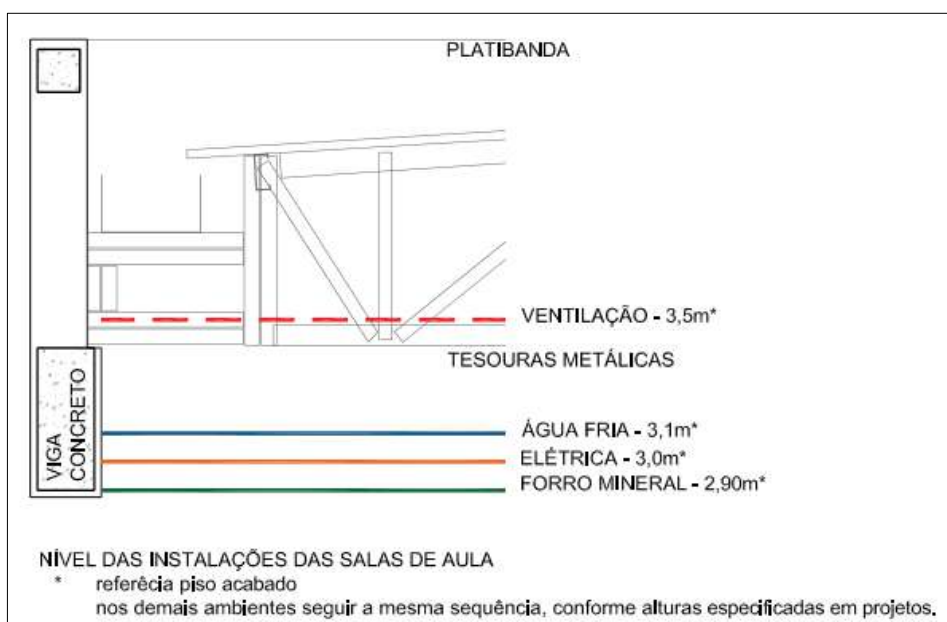 PLATIBANDA
VENTILAÇÃO - 3,5m*
TESOURAS METÁLICAS
VIGA
CONCRETO
ÁGUA FRIA - 3,1m*
ELÉTRICA - 3,0m*
FORRO MINERAL - 2,90m*
NÍVEL DAS INSTALAÇÕES DAS SALAS DE AULA
* referêcia piso acabado
nos demais ambientes seguir a mesma sequência, conforme alturas especificadas em projetos.